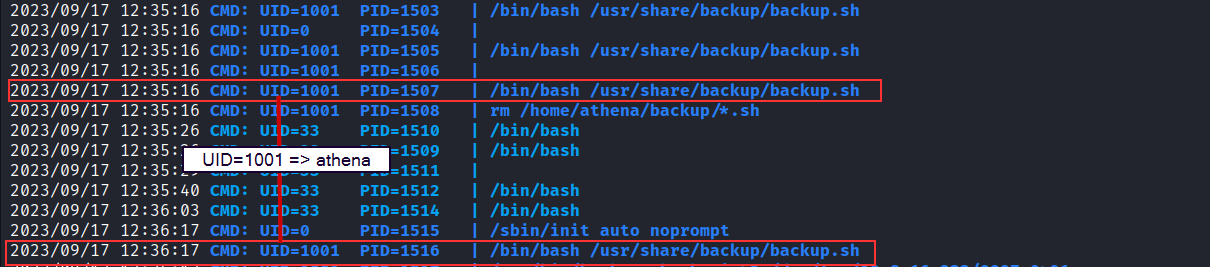 2023/09/17 12:35:16 CMD: UID=1001 PID=1503 | /bin/bash /usr/share/backup/backup.sh
2023/09/17 12:35:16 CMD: UID=0 PID=1504 |
2023/09/17 12:35:16 CMD: UID=1001 PID=1505 | /bin/bash /usr/share/backup/backup.sh
2023/09/17 12:35:16 CMD: UID=1001 PID=1506 |
2023/09/17 12:35:16 CMD: UID=1001 PID=1507 | /bin/bash /usr/share/backup/backup.sh
2023/09/17 12:35:16 CMD: UID=1001 PID=1508 | rm /home/athena/backup/*.sh
2023/09/17 12:35:26 CMD: UID=33 PID=1510 | /bin/bash
2023/09/17 PID=1509 | /bin/bash
UID=1001 => athena
2023/09/17 PID=1511 |
2023/09/17 12:35:40 CMD: UID=33 PID=1512 | /bin/bash
2023/09/17 12:36:03 CMD: UID=33 PID=1514 | /bin/bash
2023/09/17 12:36:17 CMD: UID=0 PID=1515 | /sbin/init auto noprompt
2023/09/17 12:36:17 CMD: UID=1001 PID=1516 | /bin/bash /usr/share/backup/backup.sh